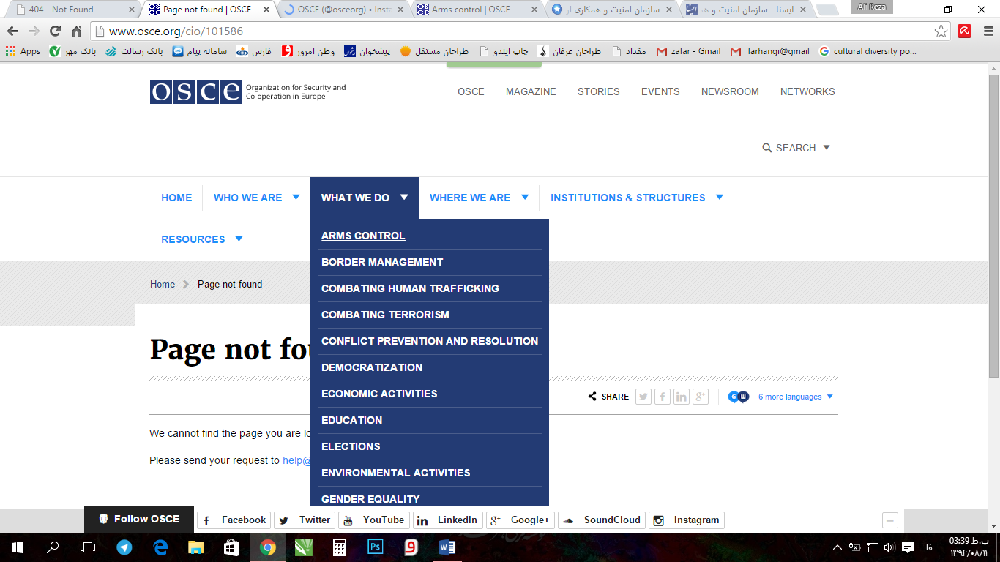 404 - Not Found
Page not found | OSCE
OSCE (@osceorg) • Insta
Arms control | OSCE
سازمان امنیت و همکاری از
ایسنا - سازمان امنیت و هم
Ali Reza
www.osce.org/cio/101586
Apps
بانک مهر
بانک رسالت
سامانه پیام
فارس
وطن امروز
پیشخوان
طراحان مستقل
چاپ ایندو
طراحان عرفان
مقداد
zafar - Gmail
farhangi@gmail
cultural diversity po...
osce Organization for Security and
Co-operation in Europe
OSCE MAGAZINE STORIES EVENTS NEWSROOM NETWORKS
SEARCH
HOME WHO WE ARE WHAT WE DO WHERE WE ARE INSTITUTIONS & STRUCTURES
RESOURCES
ARMS CONTROL
BORDER MANAGEMENT
COMBATING HUMAN TRAFFICKING
COMBATING TERRORISM
CONFLICT PREVENTION AND RESOLUTION
DEMOCRATIZATION
ECONOMIC ACTIVITIES
EDUCATION
ELECTIONS
ENVIRONMENTAL ACTIVITIES
GENDER EQUALITY
Home Page not found
Page not fou
SHARE
6 more languages
We cannot find the page you are lo
Please send your request to help@
Follow OSCE Facebook Twitter YouTube LinkedIn Google+ SoundCloud Instagram
فا
03:39 ب.ظ
۱۳۹۴/۰۸/۱۱